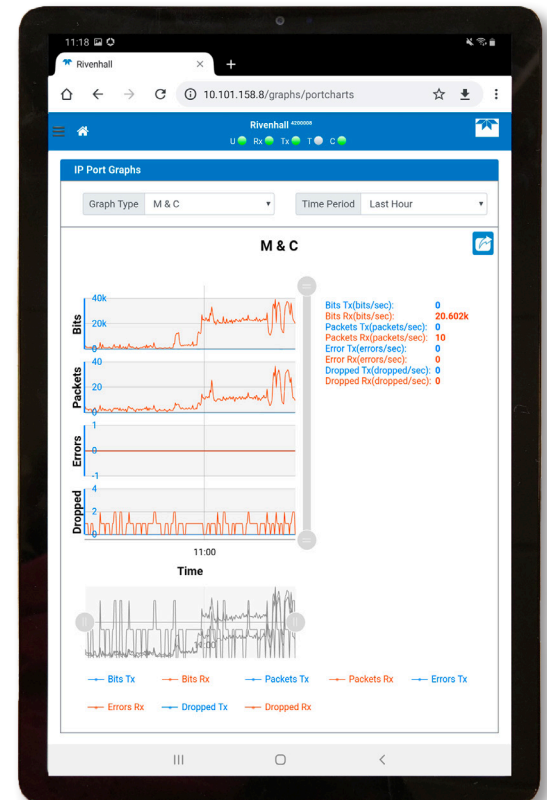 11:18
Rivenhall
10.101.158.8/graphs/portcharts
Rivenhall 4200008
U Rx Tx T C
IP Port Graphs
Graph Type M & C Time Period Last Hour
M & C
Bits
40k
20k
0
Packets
40
20
0
Errors
1
0
-1
Dropped
4
2
0
11:00
Time
Bits Tx(bits/sec): 0
Bits Rx(bits/sec): 20.602k
Packets Tx(packets/sec): 0
Packets Rx(packets/sec): 10
Error Tx(errors/sec): 0
Error Rx(errors/sec): 0
Dropped Tx(dropped/sec): 0
Dropped Rx(dropped/sec): 0
11:00
Bits Tx Bits Rx Packets Tx Packets Rx Errors Tx
Errors Rx Dropped Tx Dropped Rx